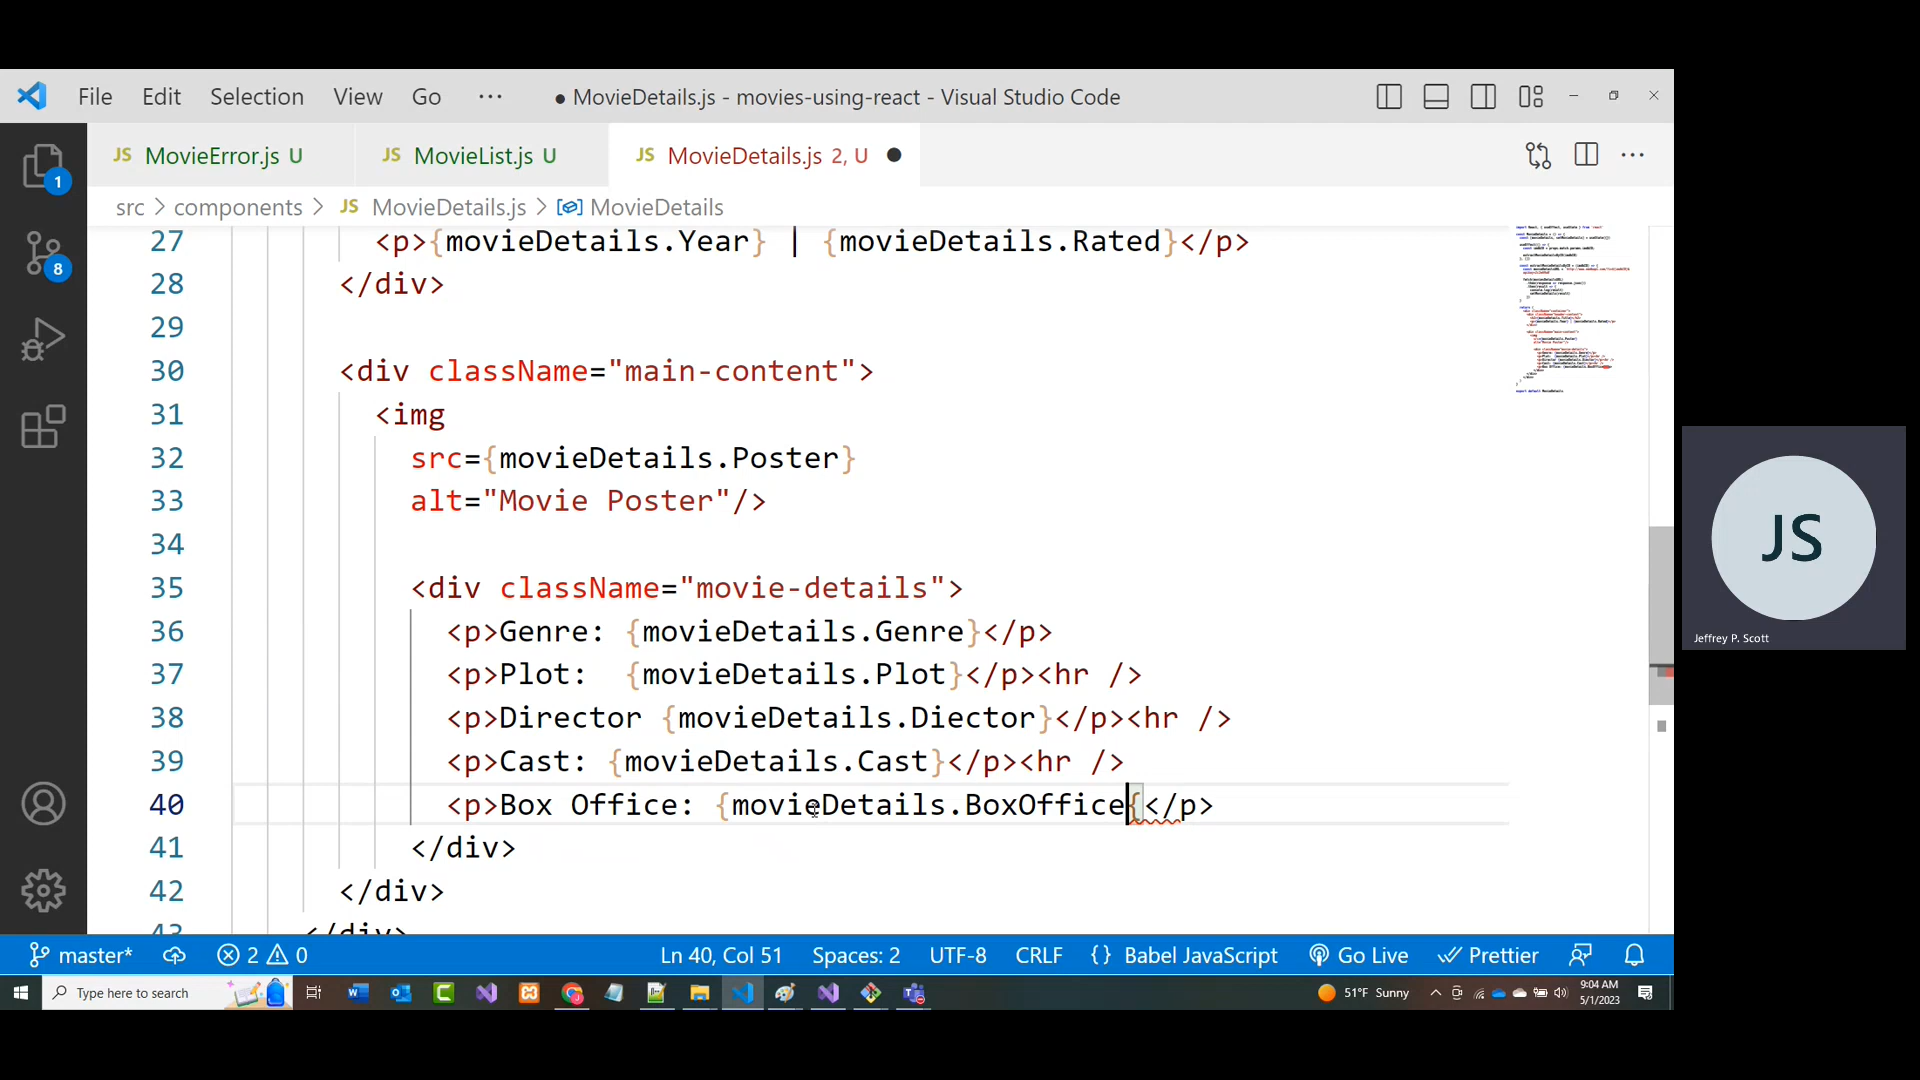 File Edit Selection View Go ··· ● MovieDetails.js - movies-using-react - Visual Studio Code
JS MovieError.js U JS MovieList.js U JS MovieDetails.js 2, U ●
src > components > JS MovieDetails.js > MovieDetails
27 <p>{movieDetails.Year} | {movieDetails.Rated}</p>
28 </div>
29
30 <div className="main-content">
31 <img
32 src={movieDetails.Poster}
33 alt="Movie Poster"/>
34
35 <div className="movie-details">
36 <p>Genre: {movieDetails.Genre}</p>
37 <p>Plot:  {movieDetails.Plot}</p><hr />
38 <p>Director {movieDetails.Diector}</p><hr />
39 <p>Cast: {movieDetails.Cast}</p><hr />
40 <p>Box Office: {movieDetails.BoxOffice{</p>
41 </div>
42 </div>
43 </div>
1
8
JS
Jeffrey P. Scott
master* 2 0 Ln 40, Col 51 Spaces: 2 UTF-8 CRLF {} Babel JavaScript Go Live Prettier
Type here to search 51°F Sunny 9:04 AM
5/1/2023